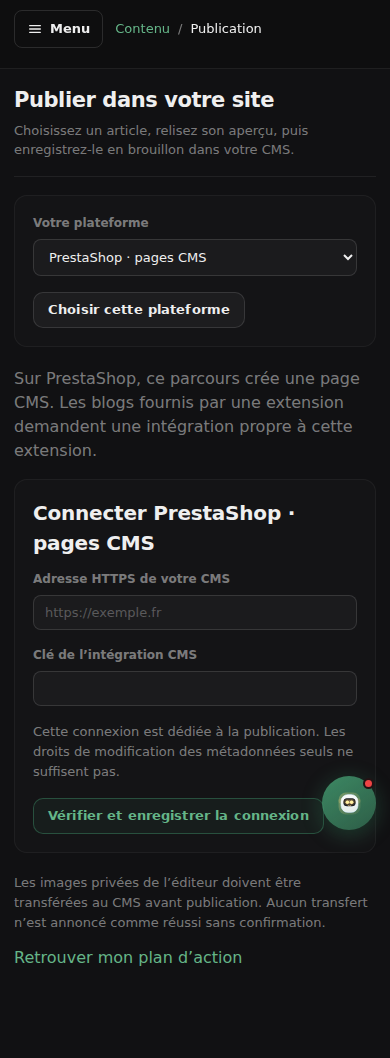 Menu
Contenu / Publication
Publier dans votre site
Choisissez un article, relisez son aperçu, puis
enregistrez-le en brouillon dans votre CMS.
Votre plateforme
PrestaShop · pages CMS
Choisir cette plateforme
Sur PrestaShop, ce parcours crée une page
CMS. Les blogs fournis par une extension
demandent une intégration propre à cette
extension.
Connecter PrestaShop ·
pages CMS
Adresse HTTPS de votre CMS
https://exemple.fr
Clé de l’intégration CMS
Cette connexion est dédiée à la publication. Les
droits de modification des métadonnées seuls ne
suffisent pas.
Vérifier et enregistrer la connexion
Les images privées de l’éditeur doivent être
transférées au CMS avant publication. Aucun transfert
n’est annoncé comme réussi sans confirmation.
Retrouver mon plan d’action